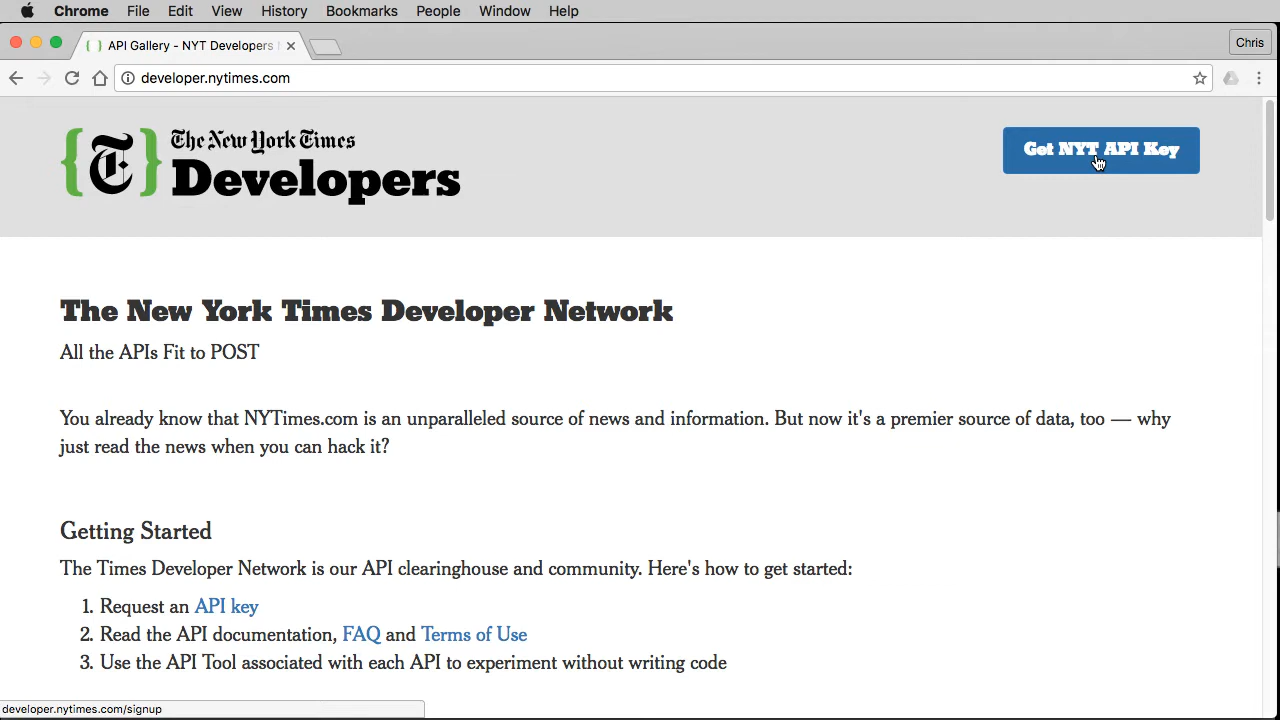 Chrome File Edit View History Bookmarks People Window Help
API Gallery - NYT Developers
Chris
developer.nytimes.com
{T} The New York Times
Developers
Get NYT API Key
The New York Times Developer Network
All the APIs Fit to POST
You already know that NYTimes.com is an unparalleled source of news and information. But now it's a premier source of data, too — why
just read the news when you can hack it?
Getting Started
The Times Developer Network is our API clearinghouse and community. Here's how to get started:
1. Request an API key
2. Read the API documentation, FAQ and Terms of Use
3. Use the API Tool associated with each API to experiment without writing code
developer.nytimes.com/signup